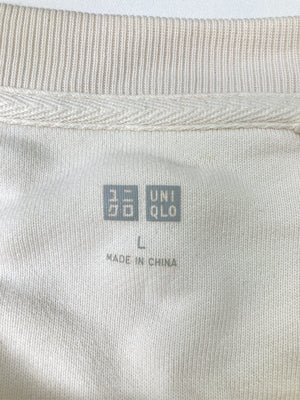 ユニ UNI
クロ QLO
L
MADE IN CHINA